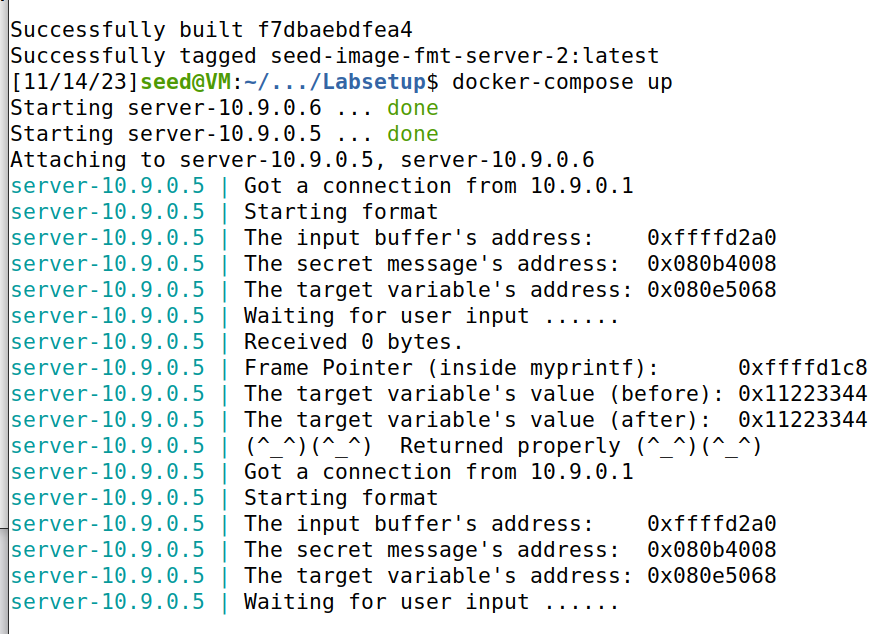 Successfully built f7dbaebdfea4
Successfully tagged seed-image-fmt-server-2:latest
[11/14/23]seed@VM:~/.../Labsetup$ docker-compose up
Starting server-10.9.0.6 ... done
Starting server-10.9.0.5 ... done
Attaching to server-10.9.0.5, server-10.9.0.6
server-10.9.0.5 | Got a connection from 10.9.0.1
server-10.9.0.5 | Starting format
server-10.9.0.5 | The input buffer's address:    0xffffd2a0
server-10.9.0.5 | The secret message's address:  0x080b4008
server-10.9.0.5 | The target variable's address: 0x080e5068
server-10.9.0.5 | Waiting for user input ......
server-10.9.0.5 | Received 0 bytes.
server-10.9.0.5 | Frame Pointer (inside myprintf):      0xffffd1c8
server-10.9.0.5 | The target variable's value (before): 0x11223344
server-10.9.0.5 | The target variable's value (after):  0x11223344
server-10.9.0.5 | (^_^)(^_^)  Returned properly (^_^)(^_^)
server-10.9.0.5 | Got a connection from 10.9.0.1
server-10.9.0.5 | Starting format
server-10.9.0.5 | The input buffer's address:    0xffffd2a0
server-10.9.0.5 | The secret message's address:  0x080b4008
server-10.9.0.5 | The target variable's address: 0x080e5068
server-10.9.0.5 | Waiting for user input ......